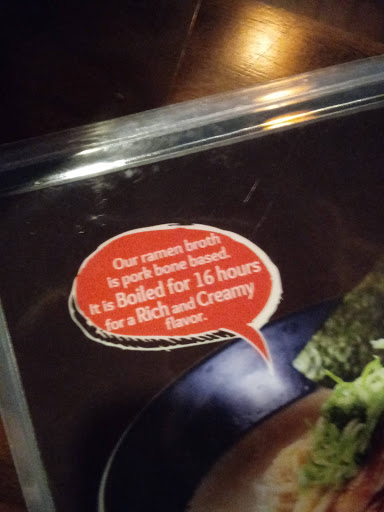 Our ramen broth
is pork bone based.
It is Boiled for 16 hours
for a Rich and Creamy
flavor.